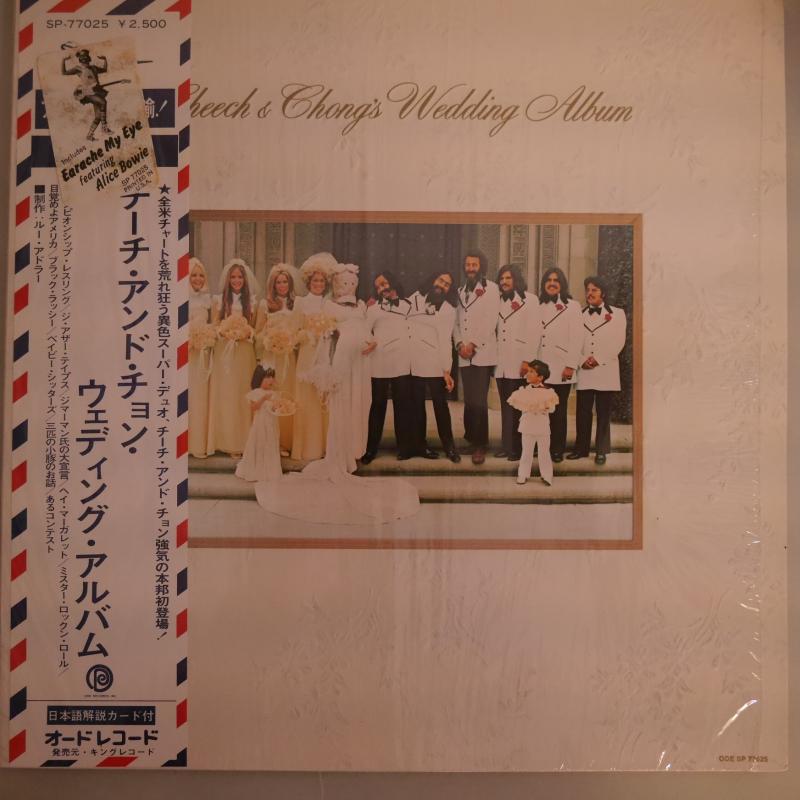 SP-77025 ¥2,500
Cheech & Chong's Wedding Album
includes
Earache My Eye
featuring
Alice Bowie
SP 77025
PRINTED IN
U.S.A.
★全米チャートを荒れ狂う異色スーパー・デュオ、チーチ・アンド・チョン強気の本邦初登場!
チーチ・アンド・チョン・
ウェディング・アルバム
ピオンシップ・レスリング/ジ・アザー・テイプス/ジマーマン氏の大宣言/ヘイ・マーガレット/ミスター・ロックン・ロール/
目覚めよアメリカ/ブラック・ラッシー/ベイビー・シッターズ/三匹の小豚のお話/あるコンテスト
■制作:ルー・アドラー
ODE RECORDS, INC.
日本語解説カード付
オードレコード
発売元・キングレコード
ODE SP 77025